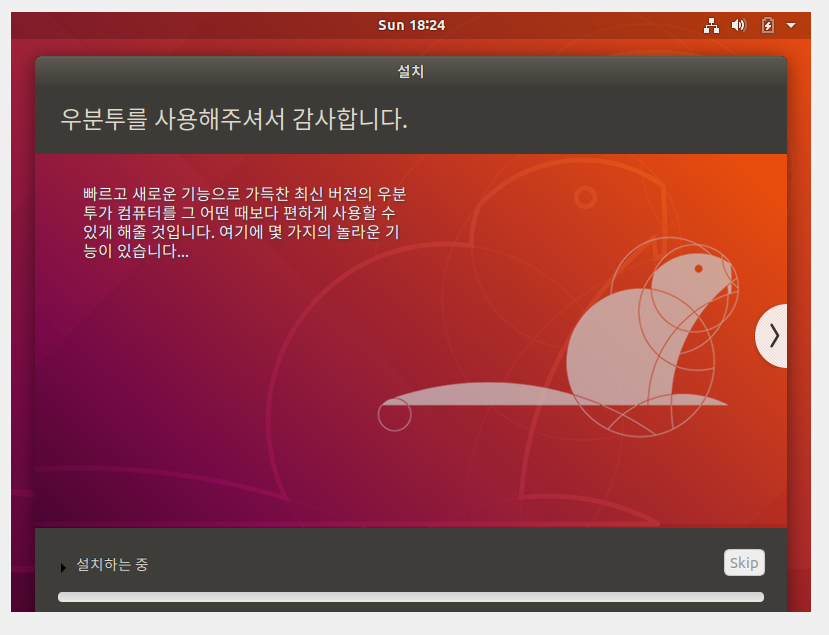 Sun 18:24
설치
우분투를 사용해주셔서 감사합니다.
빠르고 새로운 기능으로 가득찬 최신 버전의 우분
투가 컴퓨터를 그 어떤 때보다 편하게 사용할 수
있게 해줄 것입니다. 여기에 몇 가지의 놀라운 기
능이 있습니다...
설치하는 중
Skip